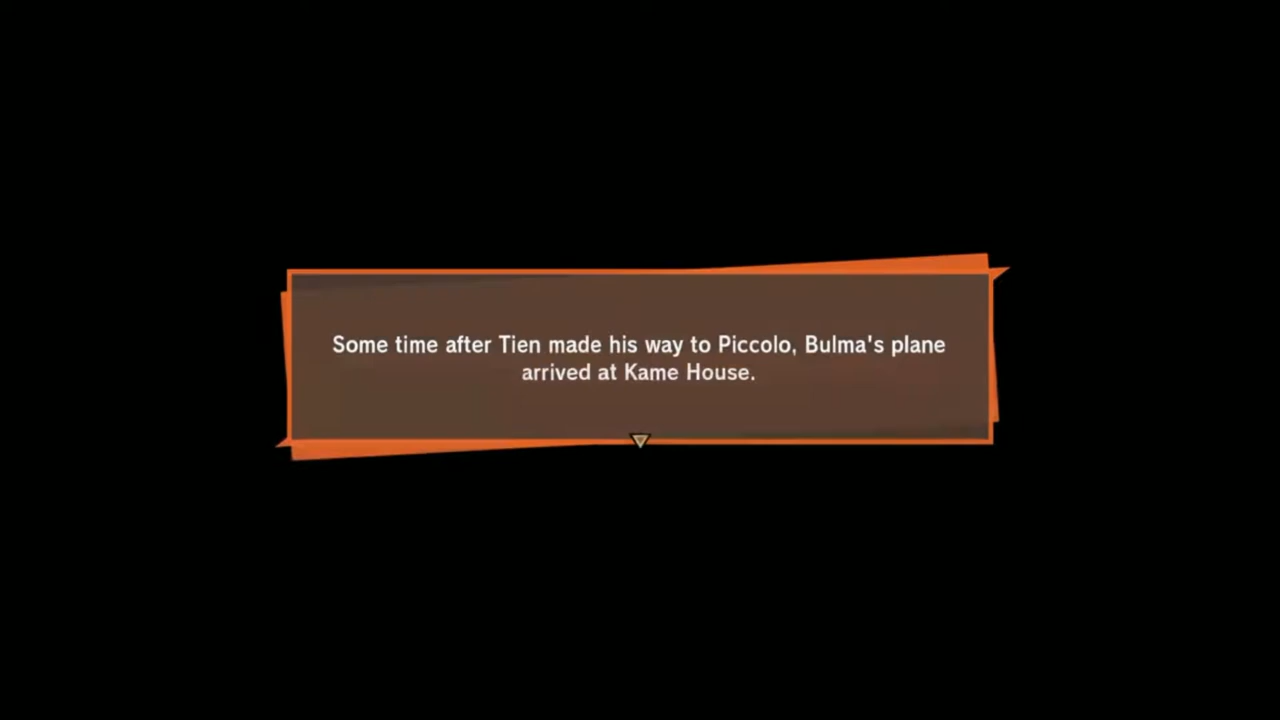 Some time after Tien made his way to Piccolo, Bulma's plane
arrived at Kame House.